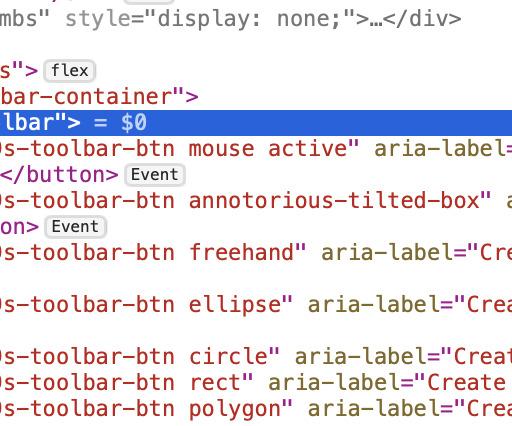 mbs" style="display: none;">…</div>
s"> flex
bar-container">
lbar"> = $0
s-toolbar-btn mouse active" aria-label=
</button> Event
s-toolbar-btn annotorious-tilted-box" a
on> Event
s-toolbar-btn freehand" aria-label="Cre
s-toolbar-btn ellipse" aria-label="Crea
s-toolbar-btn circle" aria-label="Creat
s-toolbar-btn rect" aria-label="Create
s-toolbar-btn polygon" aria-label="Crea